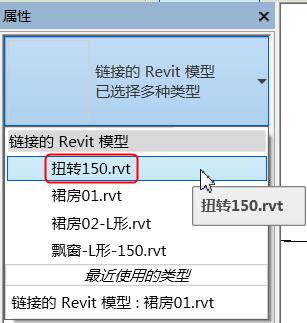 属性
链接的 Revit 模型
已选择多种类型
链接的 Revit 模型
扭转150.rvt
裙房01.rvt
扭转150.rvt
裙房02-L形.rvt
飘窗-L形-150.rvt
最近使用的类型
链接的 Revit 模型 : 裙房01.rvt